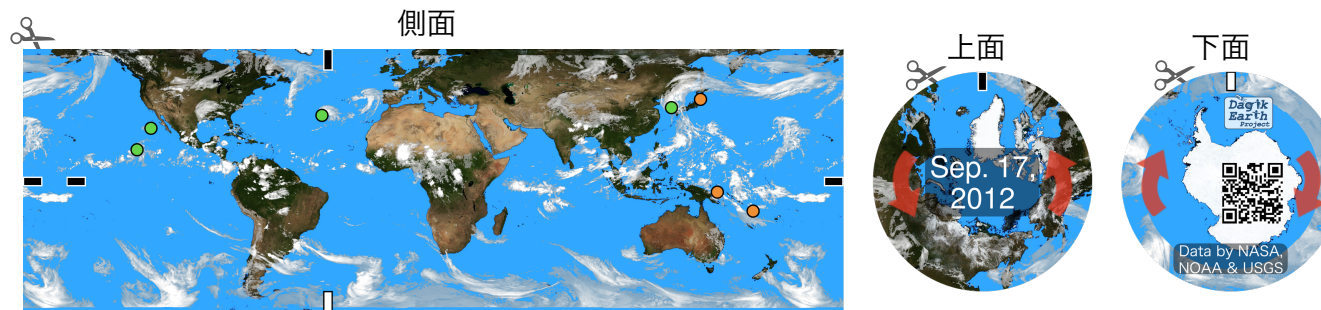 側面
上面
下面
Sep. 17
2012
Dagik
Earth
Project
Data by NASA,
NOAA & USGS